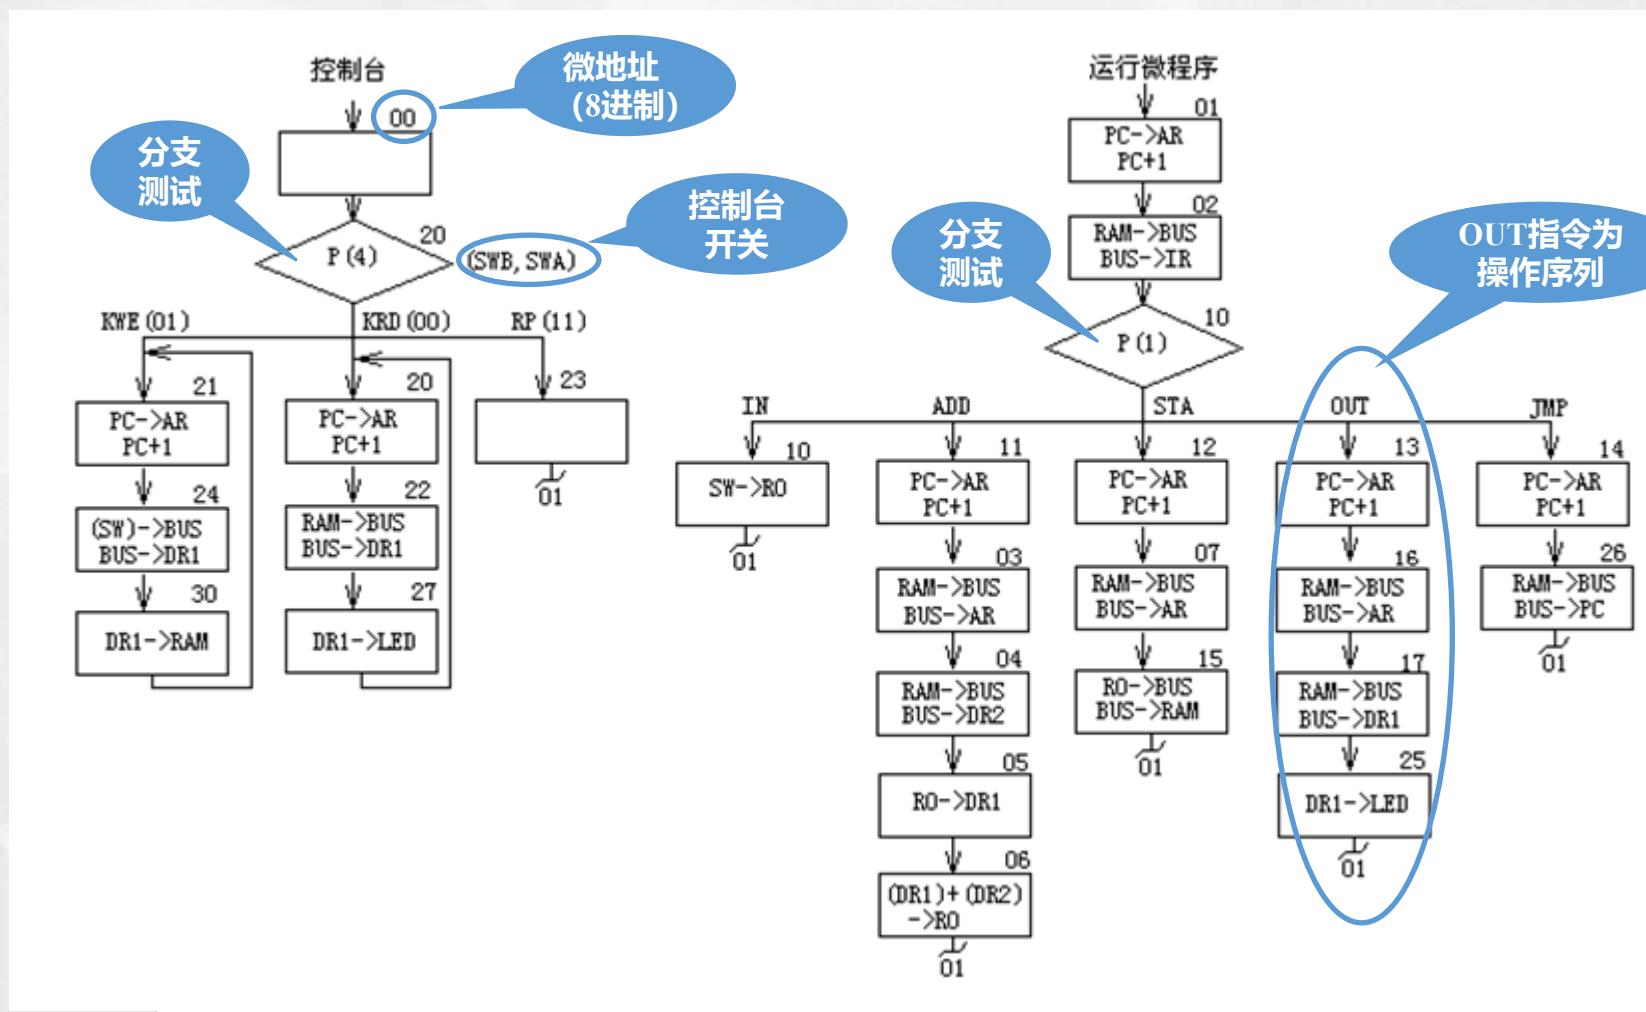 控制台
00
微地址
（8进制）
分支
测试
P(4)
20
(SWB, SWA)
控制台
开关
KWE(01)
KRD(00)
RP(11)
21
PC->AR
PC+1
24
(SW)->BUS
BUS->DR1
30
DR1->RAM
20
PC->AR
PC+1
22
RAM->BUS
BUS->DR1
27
DR1->LED
23
01
运行微程序
01
PC->AR
PC+1
02
RAM->BUS
BUS->IR
分支
测试
P(1)
10
OUT指令为
操作序列
IN
ADD
STA
OUT
JMP
10
SW->R0
01
11
PC->AR
PC+1
03
RAM->BUS
BUS->AR
04
RAM->BUS
BUS->DR2
05
R0->DR1
06
(DR1)+(DR2)
->R0
01
12
PC->AR
PC+1
07
RAM->BUS
BUS->AR
15
R0->BUS
BUS->RAM
01
13
PC->AR
PC+1
16
RAM->BUS
BUS->AR
17
RAM->BUS
BUS->DR1
25
DR1->LED
01
14
PC->AR
PC+1
26
RAM->BUS
BUS->PC
01